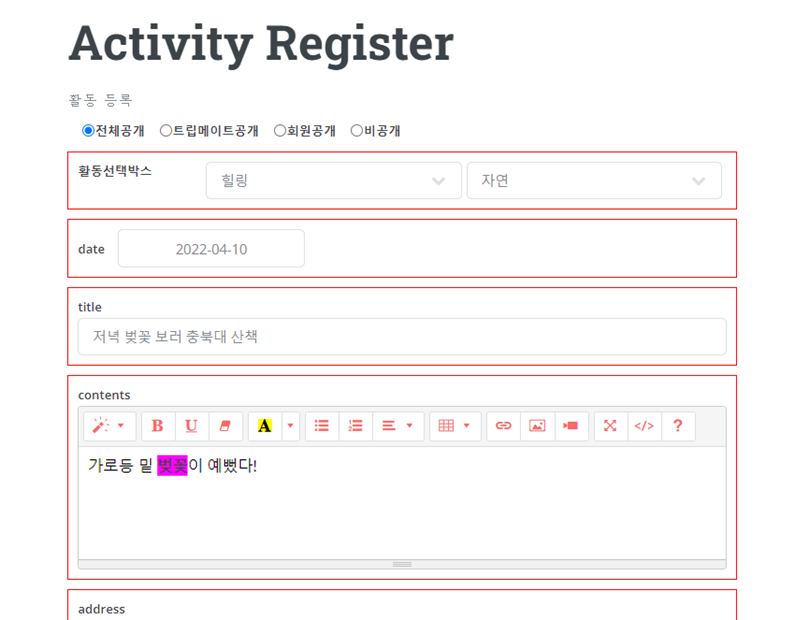 Activity Register
활동 등록
전체공개 트립메이트공개 회원공개 비공개
활동선택박스 힐링 자연
date 2022-04-10
title
저녁 벚꽃 보러 충북대 산책
contents
B U A </> ?
가로등 밑 벚꽃이 예뻤다!
address